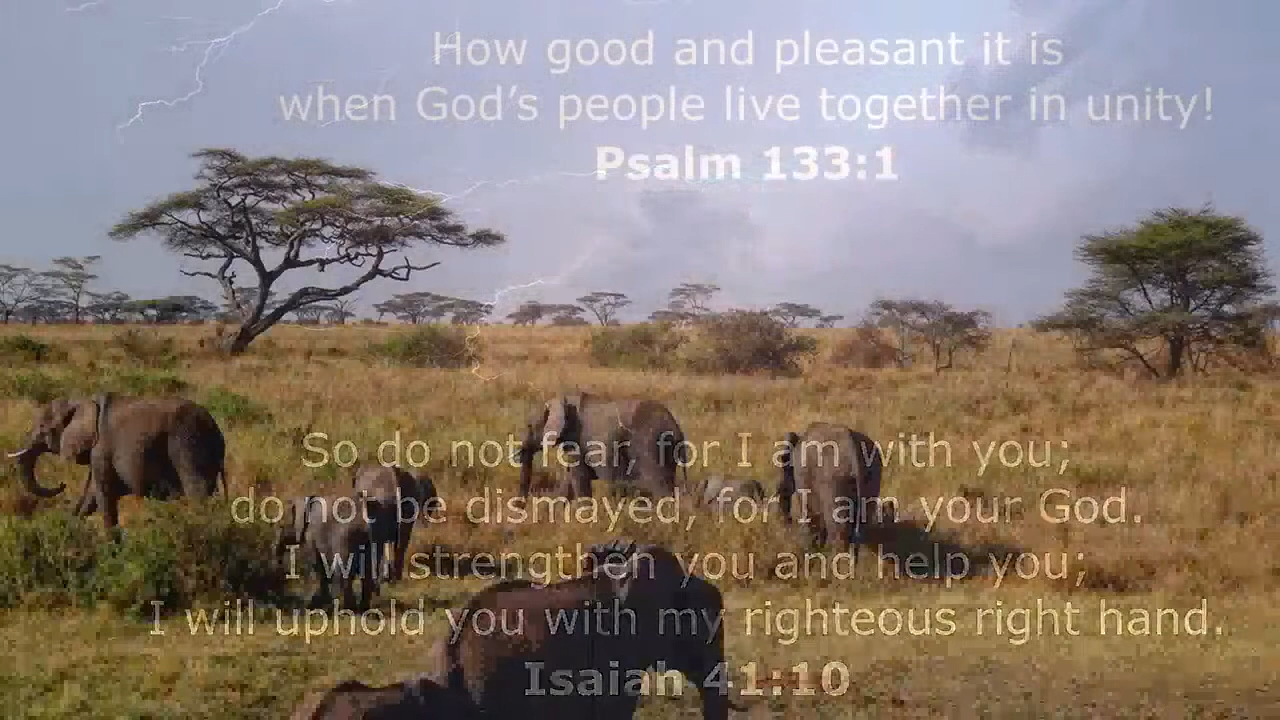 How good and pleasant it is
when God’s people live together in unity!
Psalm 133:1
So do not fear, for I am with you;
do not be dismayed, for I am your God.
I will strengthen you and help you;
I will uphold you with my righteous right hand.
Isaiah 41:10